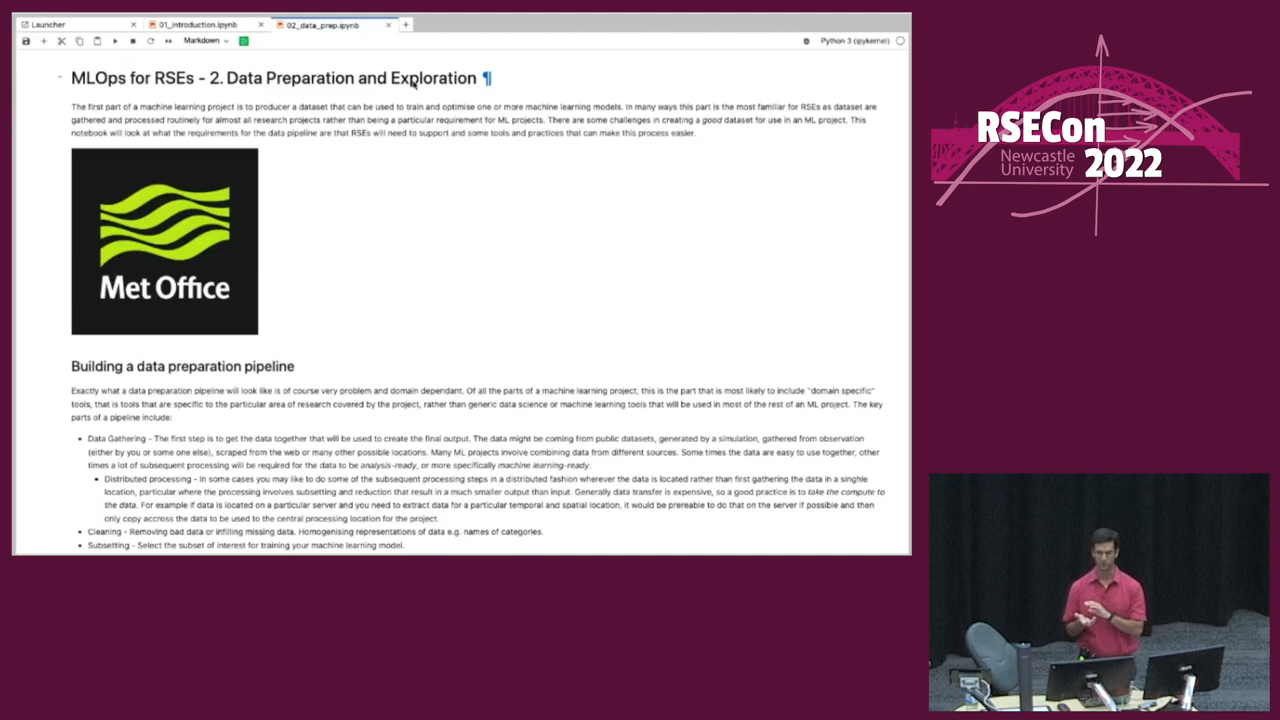 Launcher
01_introduction.ipynb
02_data_prep.ipynb
Markdown
Python 3 (ipykernel)
MLOps for RSEs - 2. Data Preparation and Exploration ¶
The first part of a machine learning project is to producer a dataset that can be used to train and optimise one or more machine learning models. In many ways this part is the most familiar for RSEs as dataset are
gathered and processed routinely for almost all research projects rather than being a particular requirement for ML projects. There are some challenges in creating a good dataset for use in an ML project. This
notebook will look at what the requirements for the data pipeline are that RSEs will need to support and some tools and practices that can make this process easier.
Met Office
Building a data preparation pipeline
Exactly what a data preparation pipeline will look like is of course very problem and domain dependant. Of all the parts of a machine learning project, this is the part that is most likely to include "domain specific"
tools, that is tools that are specific to the particular area of research covered by the project, rather than generic data science or machine learning tools that will be used in most of the rest of an ML project. The key
parts of a pipeline include:
• Data Gathering - The first step is to get the data together that will be used to create the final output. The data might be coming from public datasets, generated by a simulation, gathered from observation
(either by you or some one else), scraped from the web or many other possible locations. Many ML projects involve combining data from different sources. Some times the data are easy to use together, other
times a lot of subsequent processing will be required for the data to be analysis-ready, or more specifically machine learning-ready.
▪ Distributed processing - In some cases you may like to do some of the subsequent processing steps in a distributed fashion wherever the data is located rather than first gathering the data in a singhle
location, particular where the processing involves subsetting and reduction that result in a much smaller output than input. Generally data transfer is expensive, so a good practice is to take the compute to
the data. For example if data is located on a particular server and you need to extract data for a particular temporal and spatial location, it would be prereable to do that on the server if possible and then
only copy accross the data to be used to the central processing location for the project.
• Cleaning - Removing bad data or infilling missing data. Homogenising representations of data e.g. names of categories.
• Subsetting - Select the subset of interest for training your machine learning model.
RSECon
Newcastle
University
2022